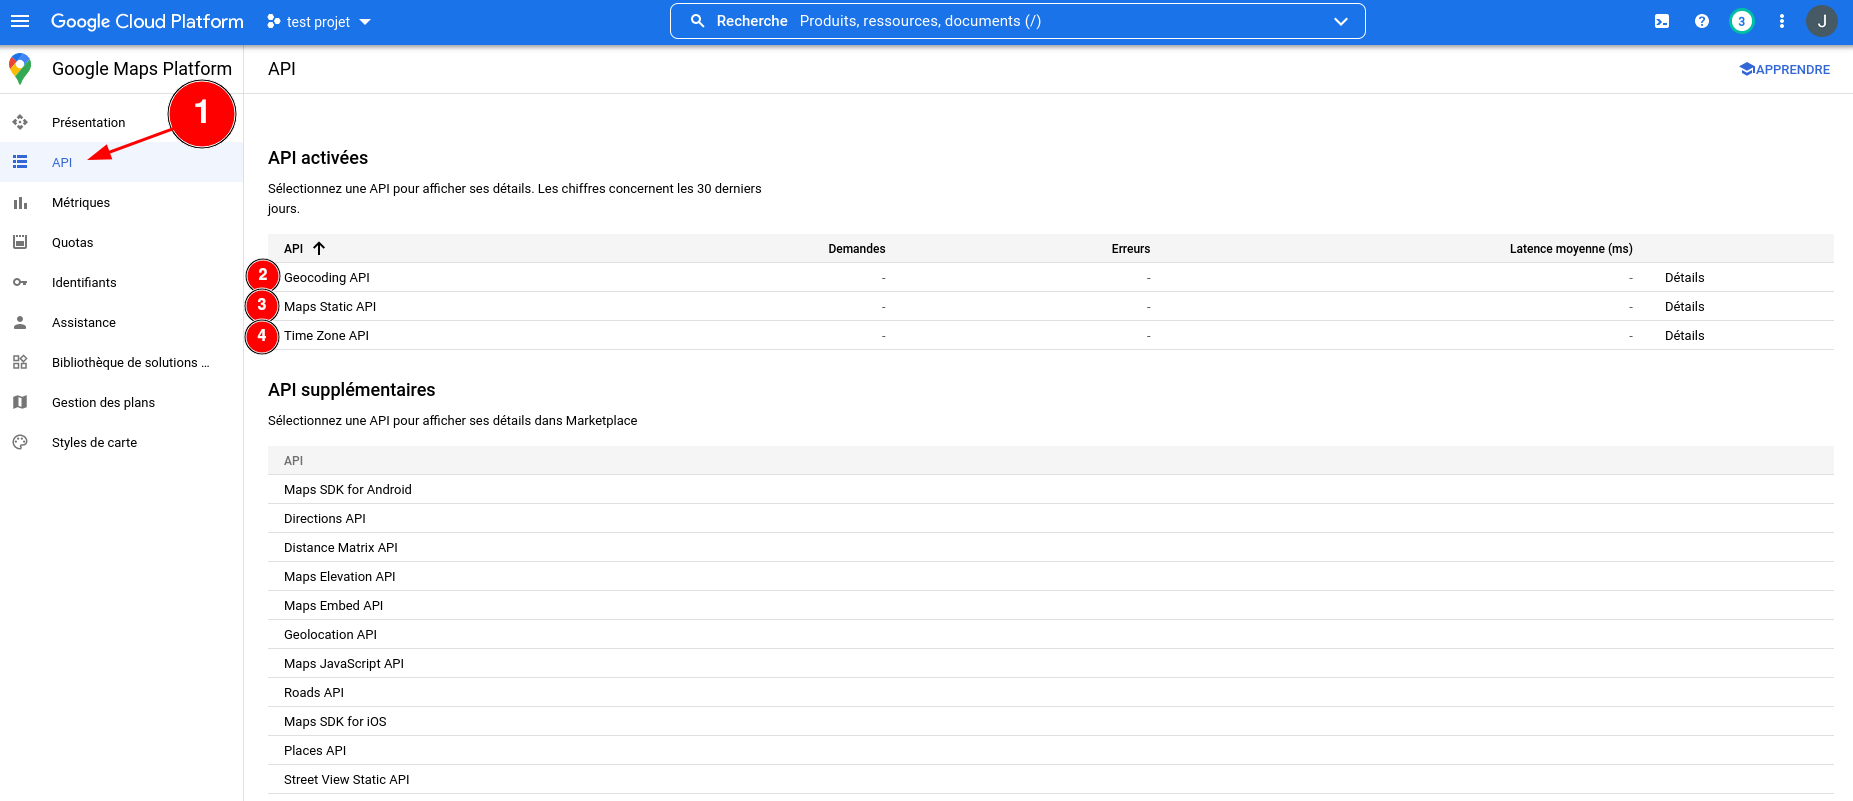 Google Cloud Platform
test projet
Recherche Produits, ressources, documents (/)
3
J
Google Maps Platform
API
APPRENDRE
1
Présentation
API
Métriques
Quotas
Identifiants
Assistance
Bibliothèque de solutions ...
Gestion des plans
Styles de carte
API activées
Sélectionnez une API pour afficher ses détails. Les chiffres concernent les 30 derniers
jours.
API Demandes Erreurs Latence moyenne (ms)
2 Geocoding API - - - Détails
3 Maps Static API - - - Détails
4 Time Zone API - - - Détails
API supplémentaires
Sélectionnez une API pour afficher ses détails dans Marketplace
API
Maps SDK for Android
Directions API
Distance Matrix API
Maps Elevation API
Maps Embed API
Geolocation API
Maps JavaScript API
Roads API
Maps SDK for iOS
Places API
Street View Static API